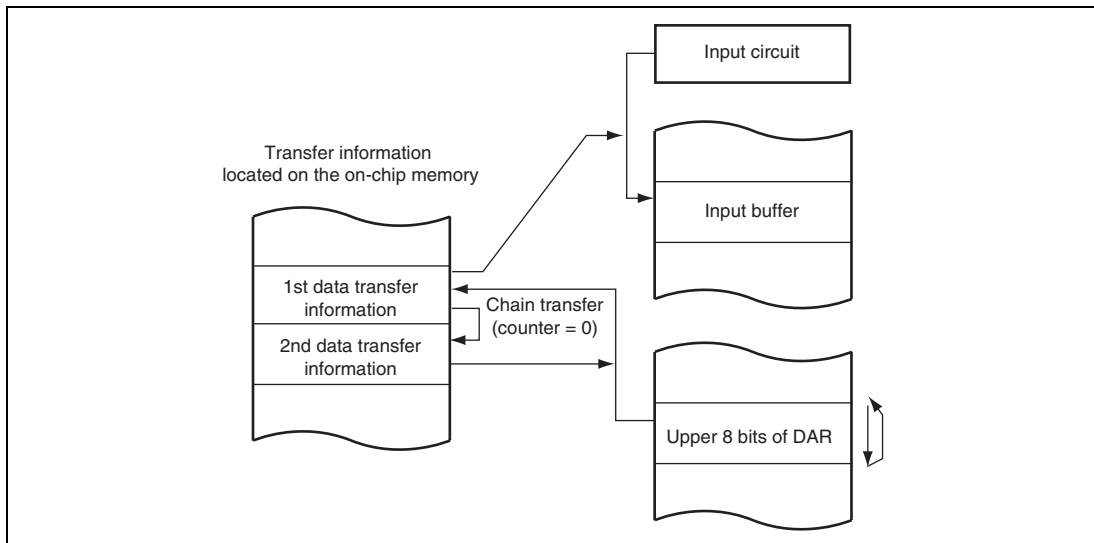 Input circuit
Transfer information
located on the on-chip memory
Input buffer
1st data transfer
information
Chain transfer
(counter = 0)
2nd data transfer
information
Upper 8 bits of DAR